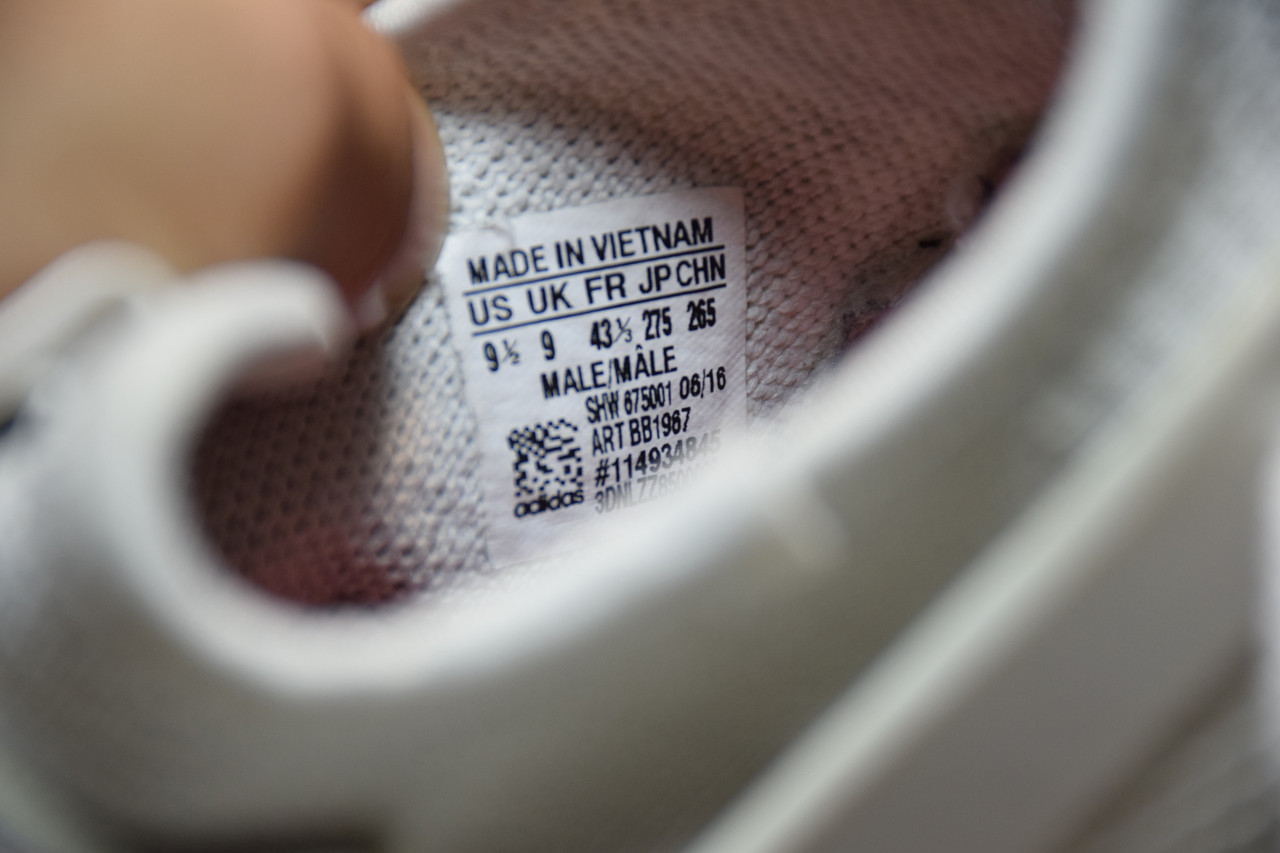 MADE IN VIETNAM
US UK FR JP CHN
9½ 9 43⅓ 275 265
MALE/MÂLE
SHW 675001 06/16
ART BB1967
#114934845
adidas